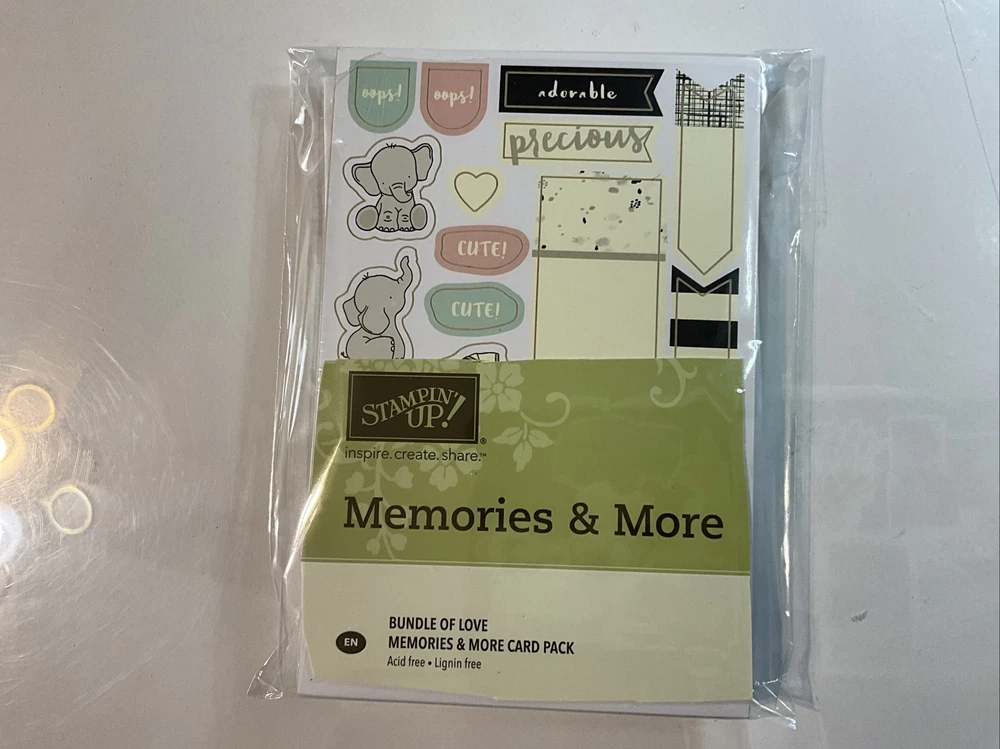 oops!
oops!
adorable
precious
CUTE!
CUTE!
STAMPIN'
UP!®
inspire. create. share.™
Memories & More
EN
BUNDLE OF LOVE
MEMORIES & MORE CARD PACK
Acid free • Lignin free